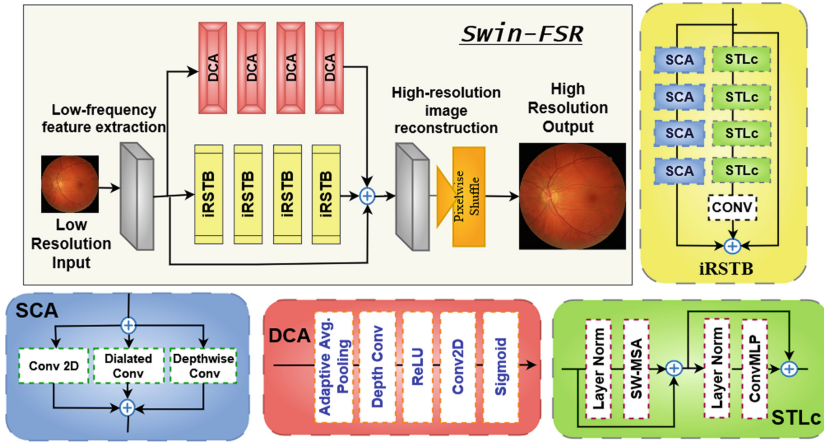 Swin-FSR
Low-frequency
feature extraction
Low
Resolution
Input
DCA
DCA
DCA
DCA
iRSTB
iRSTB
iRSTB
iRSTB
High-resolution
image
reconstruction
Pixelwise
Shuffle
High
Resolution
Output
SCA
STLc
SCA
STLc
SCA
STLc
SCA
STLc
CONV
iRSTB
SCA
Conv 2D
Dialated
Conv
Depthwise
Conv
DCA
Adaptive Avg.
Pooling
Depth Conv
ReLU
Conv2D
Sigmoid
Layer Norm
SW-MSA
Layer Norm
ConvMLP
STLc